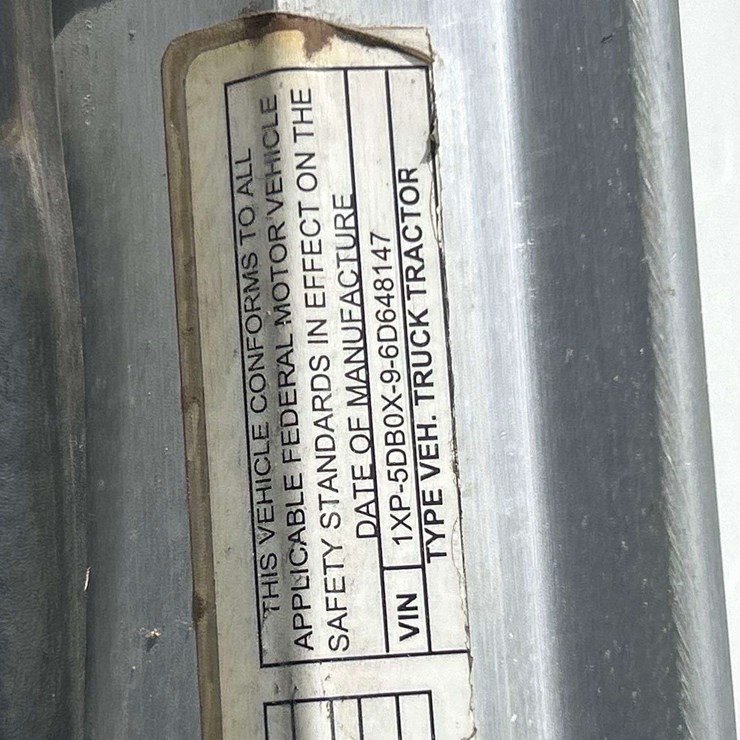 THIS VEHICLE CONFORMS TO ALL
APPLICABLE FEDERAL MOTOR VEHICLE
SAFETY STANDARDS IN EFFECT ON THE
DATE OF MANUFACTURE
VIN 1XP-5DB0X-9-6D648147
TYPE VEH. TRUCK TRACTOR